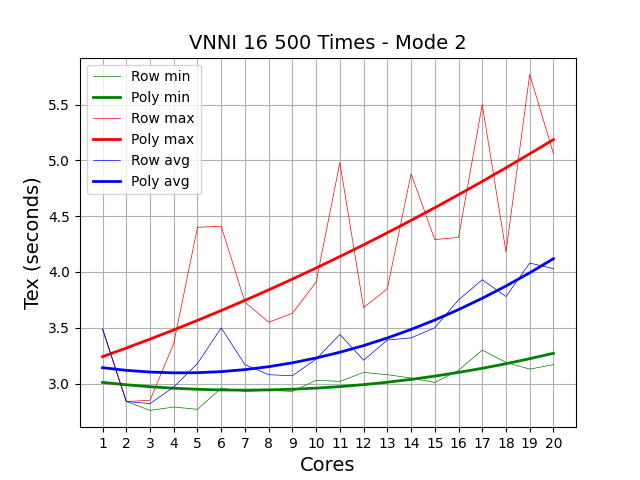 VNNI 16 500 Times - Mode 2
Row min
Poly min
Row max
Poly max
Row avg
Poly avg
Tex (seconds)
5.5
5.0
4.5
4.0
3.5
3.0
1 2 3 4 5 6 7 8 9 10 11 12 13 14 15 16 17 18 19 20
Cores